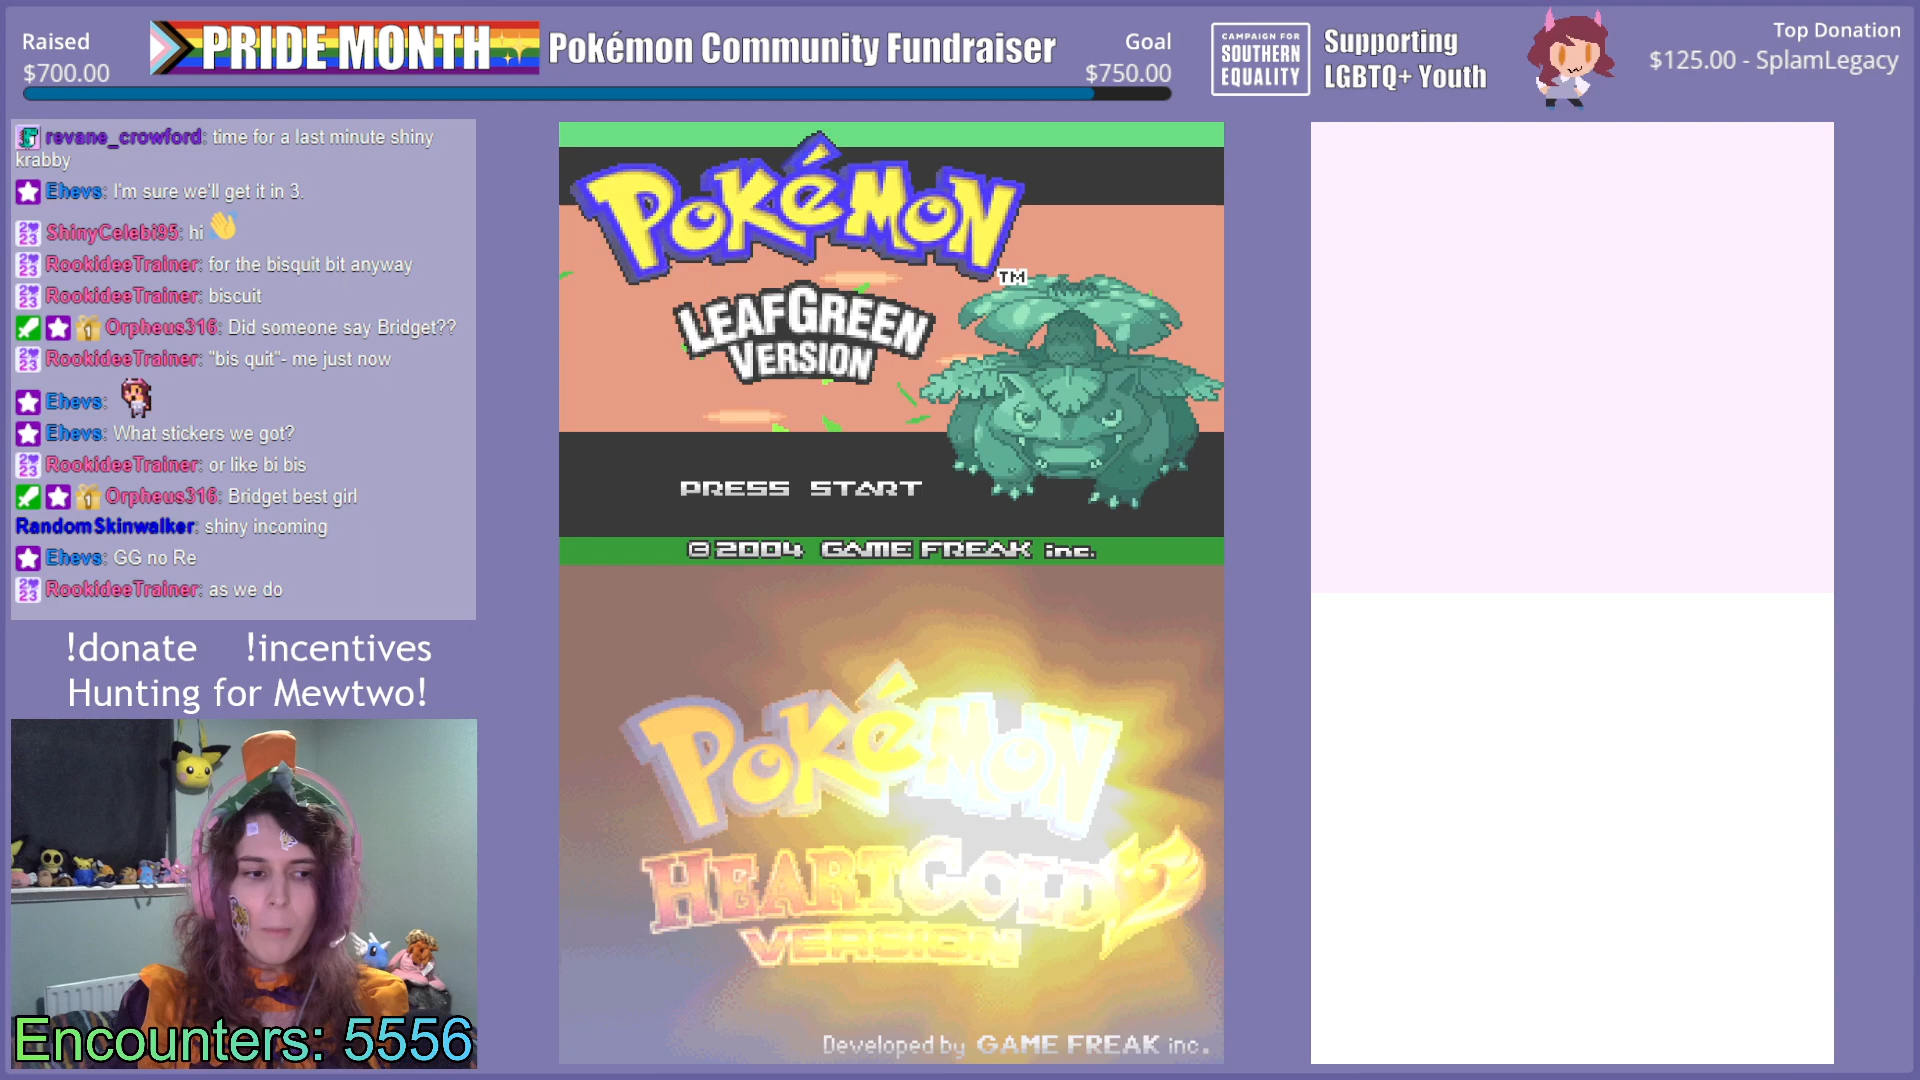 Raised
$700.00
PRIDE MONTH
Pokémon Community Fundraiser
Goal
$750.00
CAMPAIGN FOR
SOUTHERN
EQUALITY
Supporting
LGBTQ+ Youth
Top Donation
$125.00 - SplamLegacy
revane_crowford: time for a last minute shiny
krabby
Ehevs: I'm sure we'll get it in 3.
ShinyCelebi95: hi
RookideeTrainer: for the bisquit bit anyway
RookideeTrainer: biscuit
Orpheus316: Did someone say Bridget??
RookideeTrainer: "bis quit"- me just now
Ehevs:
Ehevs: What stickers we got?
RookideeTrainer: or like bi bis
Orpheus316: Bridget best girl
RandomSkinwalker: shiny incoming
Ehevs: GG no Re
RookideeTrainer: as we do
!donate !incentives
Hunting for Mewtwo!
Encounters: 5556
POKéMON
TM
LEAFGREEN
VERSION
PRESS START
©2004 GAME FREAK inc.
POKéMON
HEARTGOLD
VERSION
Developed by GAME FREAK inc.